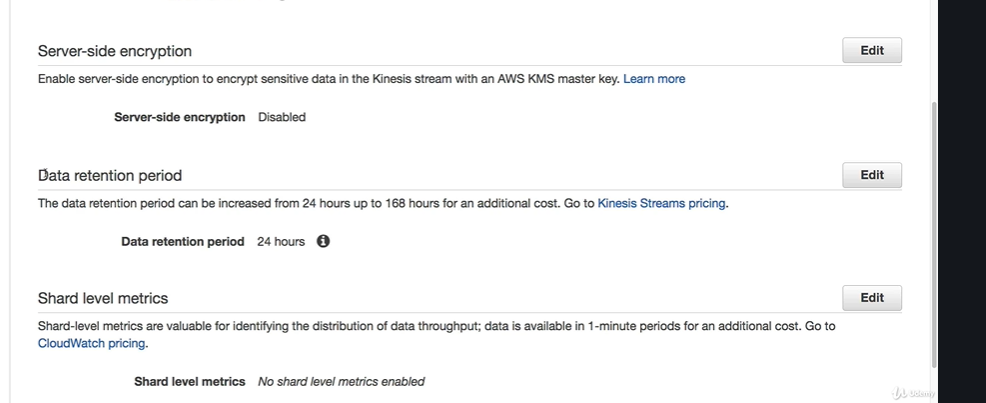 Server-side encryption
Edit
Enable server-side encryption to encrypt sensitive data in the Kinesis stream with an AWS KMS master key. Learn more
Server-side encryption Disabled
Data retention period
Edit
The data retention period can be increased from 24 hours up to 168 hours for an additional cost. Go to Kinesis Streams pricing.
Data retention period 24 hours
Shard level metrics
Edit
Shard-level metrics are valuable for identifying the distribution of data throughput; data is available in 1-minute periods for an additional cost. Go to
CloudWatch pricing.
Shard level metrics No shard level metrics enabled
Udemy